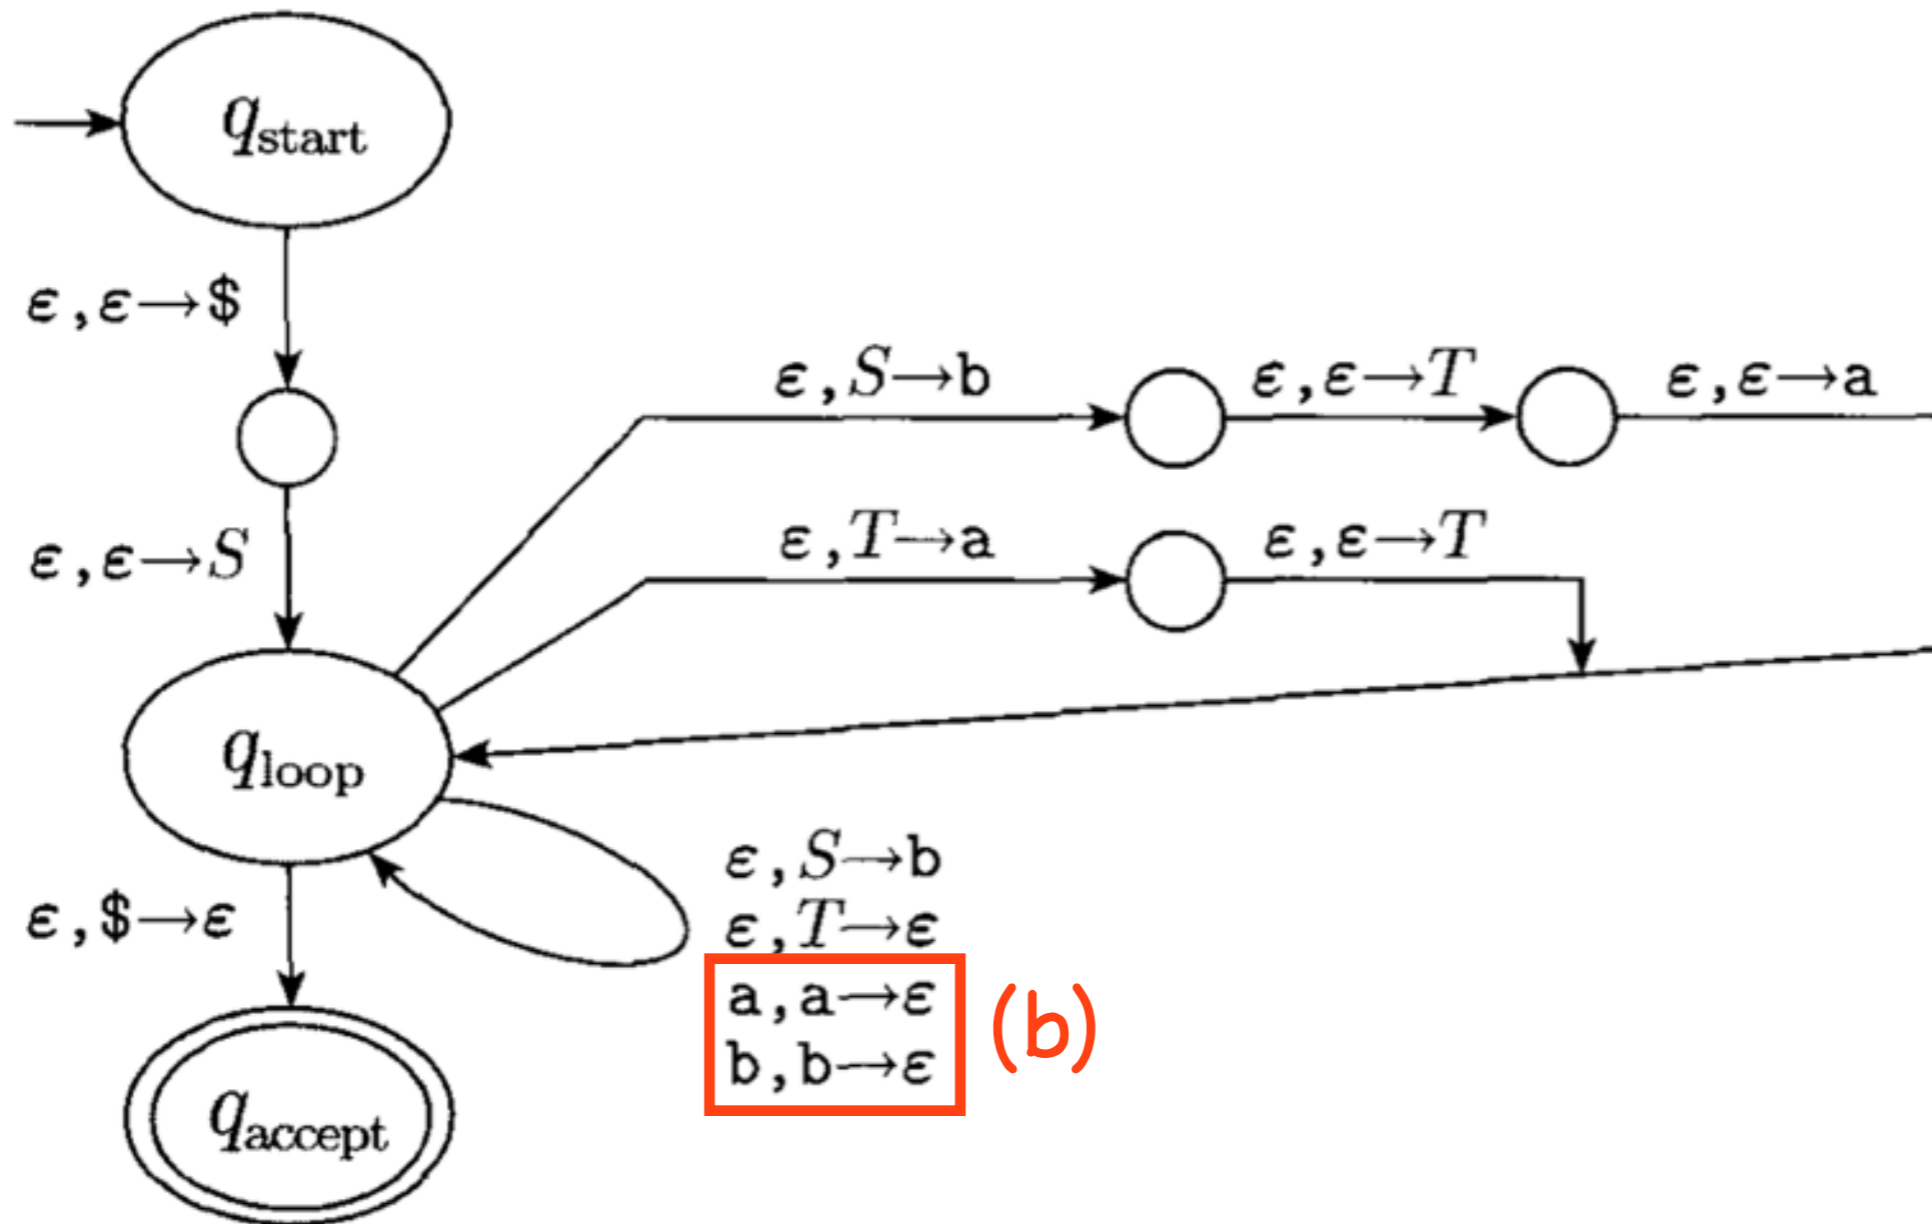 q_start
ε,ε→$
ε,S→b ε,ε→T ε,ε→a
ε,ε→S
ε,T→a ε,ε→T
q_loop
ε,S→b
ε,T→ε
ε,$→ε
a,a→ε
(b)
b,b→ε
q_accept